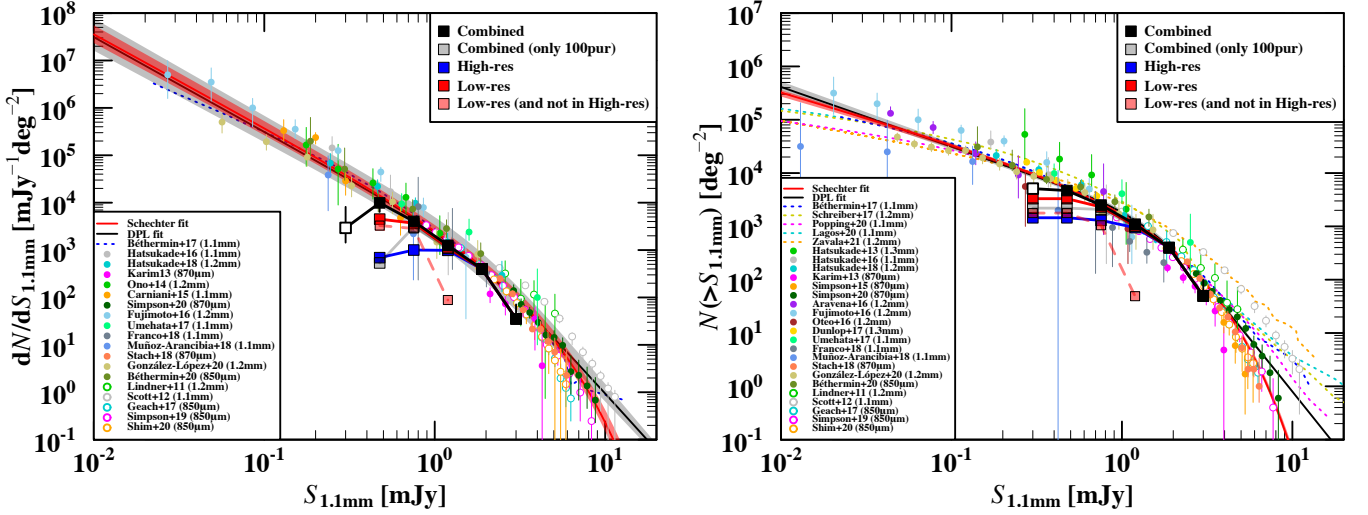 10^8
10^7
10^6
10^5
10^4
10^3
10^2
10^1
10^0
10^-1
dN/dS1.1mm [mJy^-1deg^-2]
Combined
Combined (only 100pur)
High-res
Low-res
Low-res (and not in High-res)
Schechter fit
DPL fit
Béthermin+17 (1.1mm)
Hatsukade+16 (1.1mm)
Hatsukade+18 (1.2mm)
Karim13 (870μm)
Ono+14 (1.2mm)
Carniani+15 (1.1mm)
Simpson+20 (870μm)
Fujimoto+16 (1.2mm)
Umehata+17 (1.1mm)
Franco+18 (1.1mm)
Muñoz-Arancibia+18 (1.1mm)
Stach+18 (870μm)
González-López+20 (1.2mm)
Béthermin+20 (850μm)
Lindner+11 (1.2mm)
Scott+12 (1.1mm)
Geach+17 (850μm)
Simpson+19 (850μm)
Shim+20 (850μm)
10^-2 10^-1 10^0 10^1
S1.1mm [mJy]
10^7
10^6
10^5
10^4
10^3
10^2
10^1
10^0
10^-1
N(>S1.1mm) [deg^-2]
Combined
Combined (only 100pur)
High-res
Low-res
Low-res (and not in High-res)
Schechter fit
DPL fit
Béthermin+17 (1.1mm)
Schreiber+17 (1.2mm)
Popping+20 (1.1mm)
Lagos+20 (1.1mm)
Zavala+21 (1.2mm)
Hatsukade+13 (1.3mm)
Hatsukade+16 (1.1mm)
Hatsukade+18 (1.2mm)
Karim+13 (870μm)
Simpson+15 (870μm)
Simpson+20 (870μm)
Aravena+16 (1.2mm)
Fujimoto+16 (1.2mm)
Oteo+16 (1.2mm)
Dunlop+17 (1.3mm)
Umehata+17 (1.1mm)
Franco+18 (1.1mm)
Muñoz-Arancibia+18 (1.1mm)
Stach+18 (870μm)
González-López+20 (1.2mm)
Béthermin+20 (850μm)
Lindner+11 (1.2mm)
Scott+12 (1.1mm)
Geach+17 (850μm)
Simpson+19 (850μm)
Shim+20 (850μm)
10^-2 10^-1 10^0 10^1
S1.1mm [mJy]